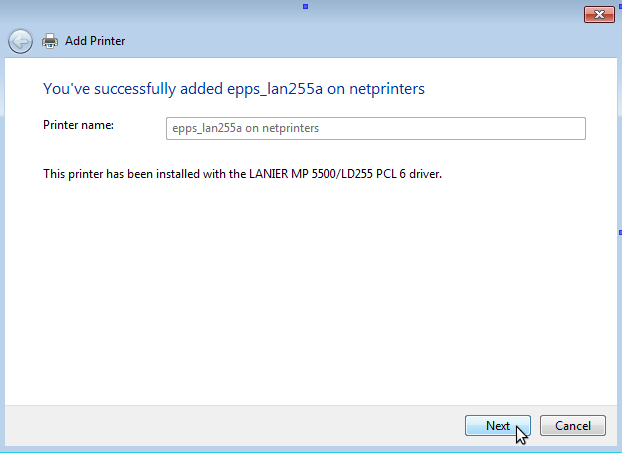 Add Printer
You've successfully added epps_lan255a on netprinters
Printer name:
epps_lan255a on netprinters
This printer has been installed with the LANIER MP 5500/LD255 PCL 6 driver.
Next
Cancel